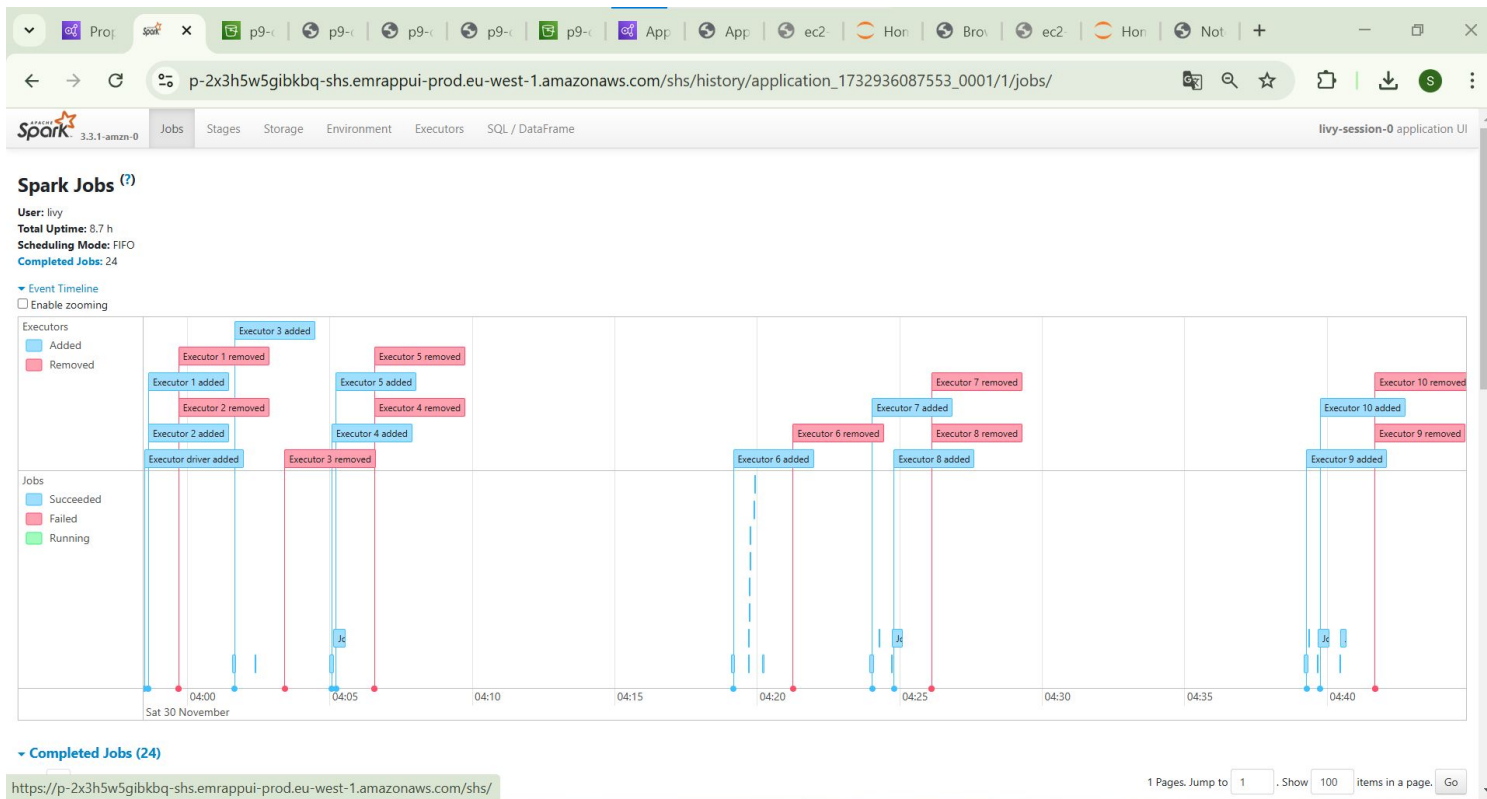 Prop
Spark
p9-c
p9-c
p9-c
p9-c
p9-c
App
App
ec2-
Hom
Brow
ec2-
Hom
Not
p-2x3h5w5gibkbq-shs.emrappui-prod.eu-west-1.amazonaws.com/shs/history/application_1732936087553_0001/1/jobs/
S
APACHE
Spark 3.3.1-amzn-0 Jobs Stages Storage Environment Executors SQL / DataFrame livy-session-0 application UI
Spark Jobs (?)
User: livy
Total Uptime: 8.7 h
Scheduling Mode: FIFO
Completed Jobs: 24
Event Timeline
Enable zooming
Executors
Added
Removed
Executor 3 added
Executor 1 removed Executor 5 removed
Executor 1 added Executor 5 added Executor 7 removed Executor 10 removed
Executor 2 removed Executor 4 removed Executor 7 added Executor 10 added
Executor 2 added Executor 4 added Executor 6 removed Executor 8 removed Executor 9 removed
Executor driver added Executor 3 removed Executor 6 added Executor 8 added Executor 9 added
Jobs
Succeeded
Failed
Running
Jo Jo Jo
04:00 04:05 04:10 04:15 04:20 04:25 04:30 04:35 04:40
Sat 30 November
Completed Jobs (24)
1 Pages. Jump to 1 . Show 100 items in a page. Go
https://p-2x3h5w5gibkbq-shs.emrappui-prod.eu-west-1.amazonaws.com/shs/